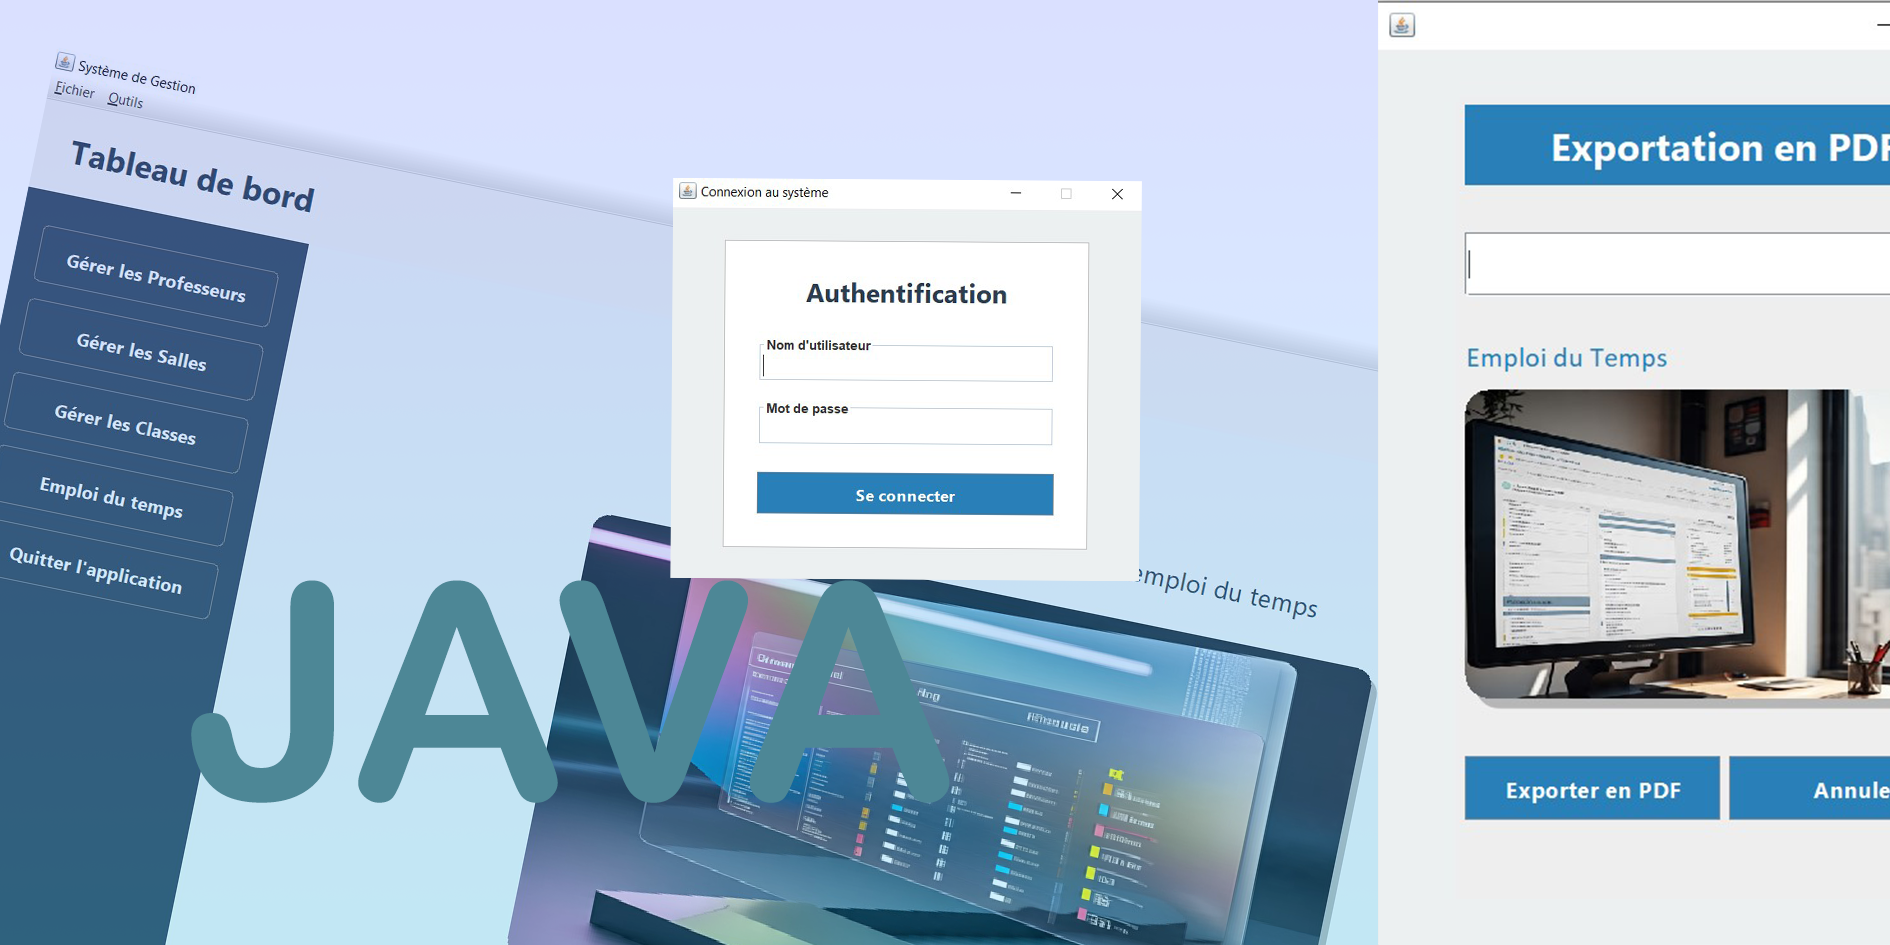 Système de Gestion
Fichier Outils
Tableau de bord
Gérer les Professeurs
Gérer les Salles
Gérer les Classes
Emploi du temps
Quitter l'application
emploi du temps
JAVA
Connexion au système
Authentification
Nom d'utilisateur
Mot de passe
Se connecter
Exportation en PDF
Emploi du Temps
Exporter en PDF
Annule